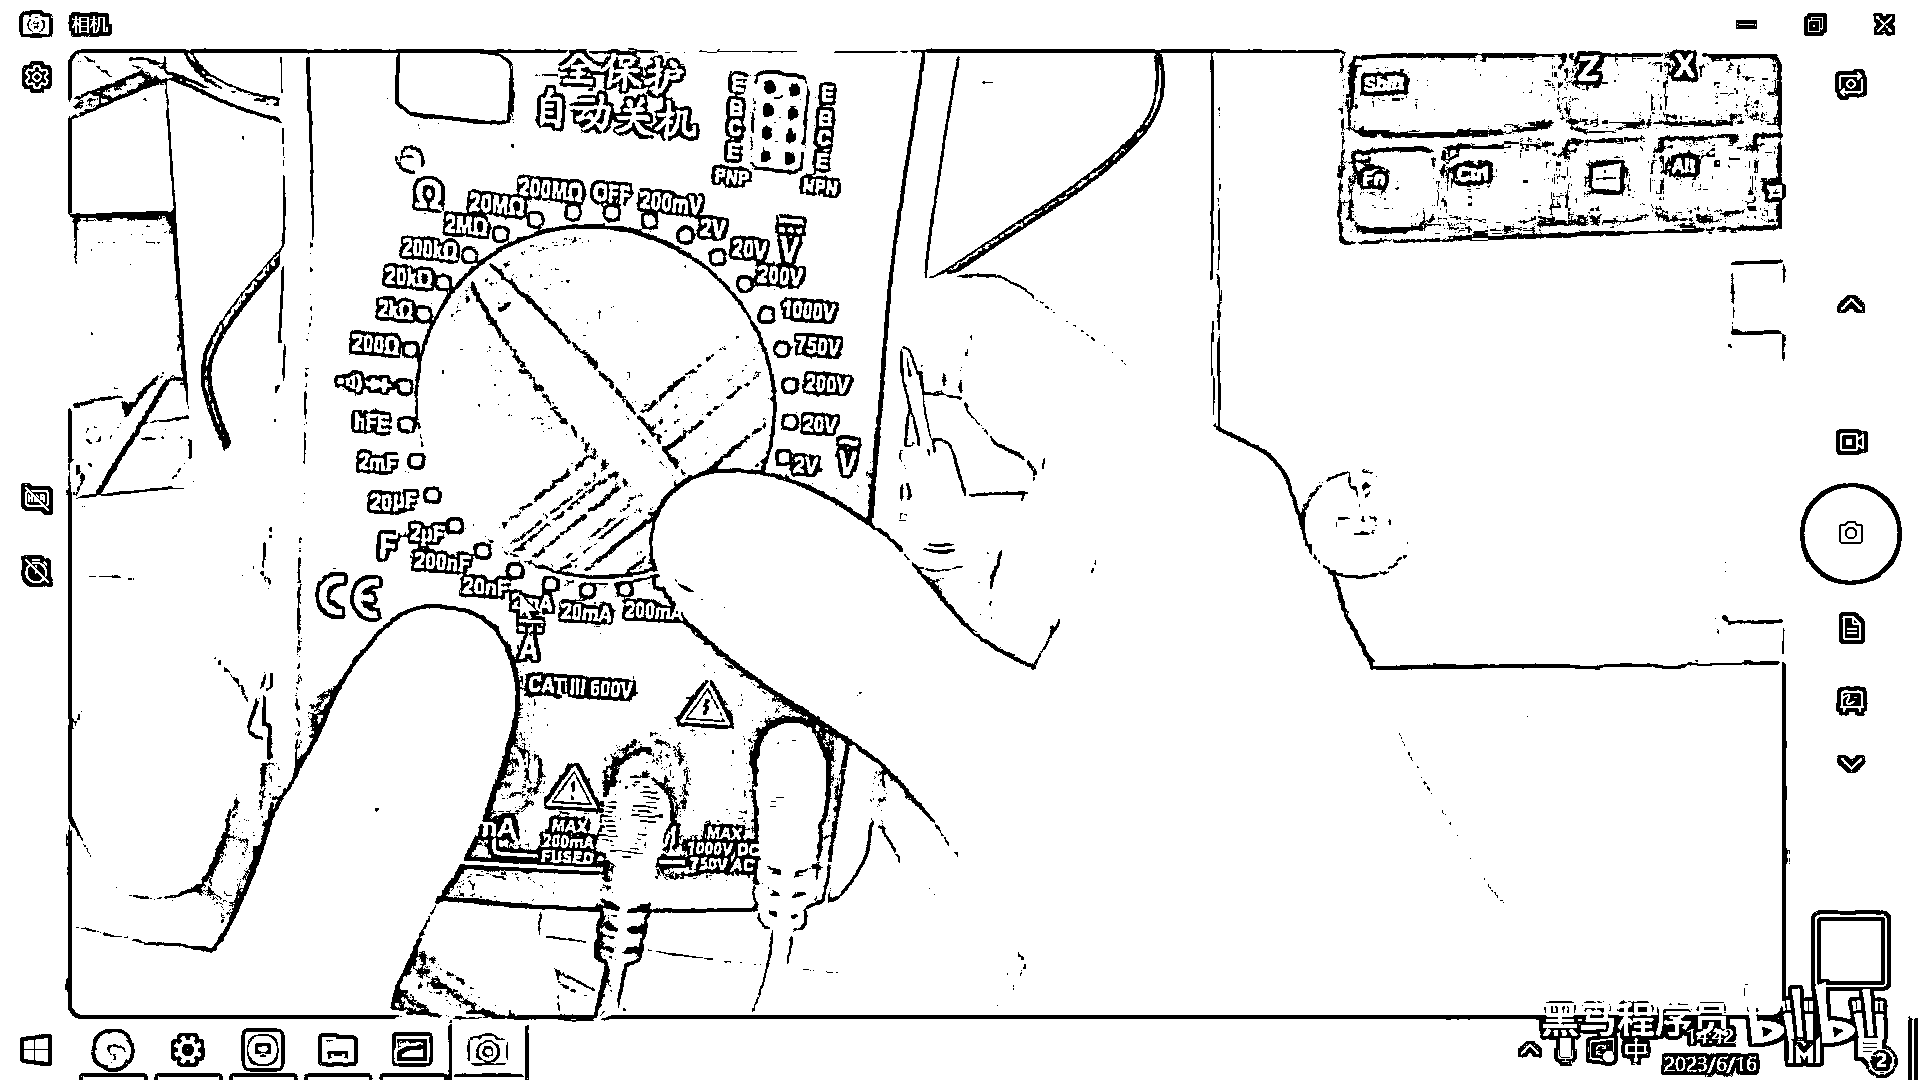 相机
全保护
自动关机
E
B
C
E
PNP
E
B
C
E
NPN
Z
X
Shift
Fn
Ctrl
Alt
Ω
200MΩ
OFF
200mV
20MΩ
2V
2MΩ
20V
V
200kΩ
200V
20kΩ
1000V
2kΩ
750V
200Ω
200V
hFE
20V
2mF
2V
V
20μF
2μF
F
200nF
20nF
20mA
200mA
CE
A
CAT III 600V
mA
MAX
200mA
FUSED
MAX
1000V DC
750V AC
黑马程序员
bilibili
中
14:42
2023/6/16
2